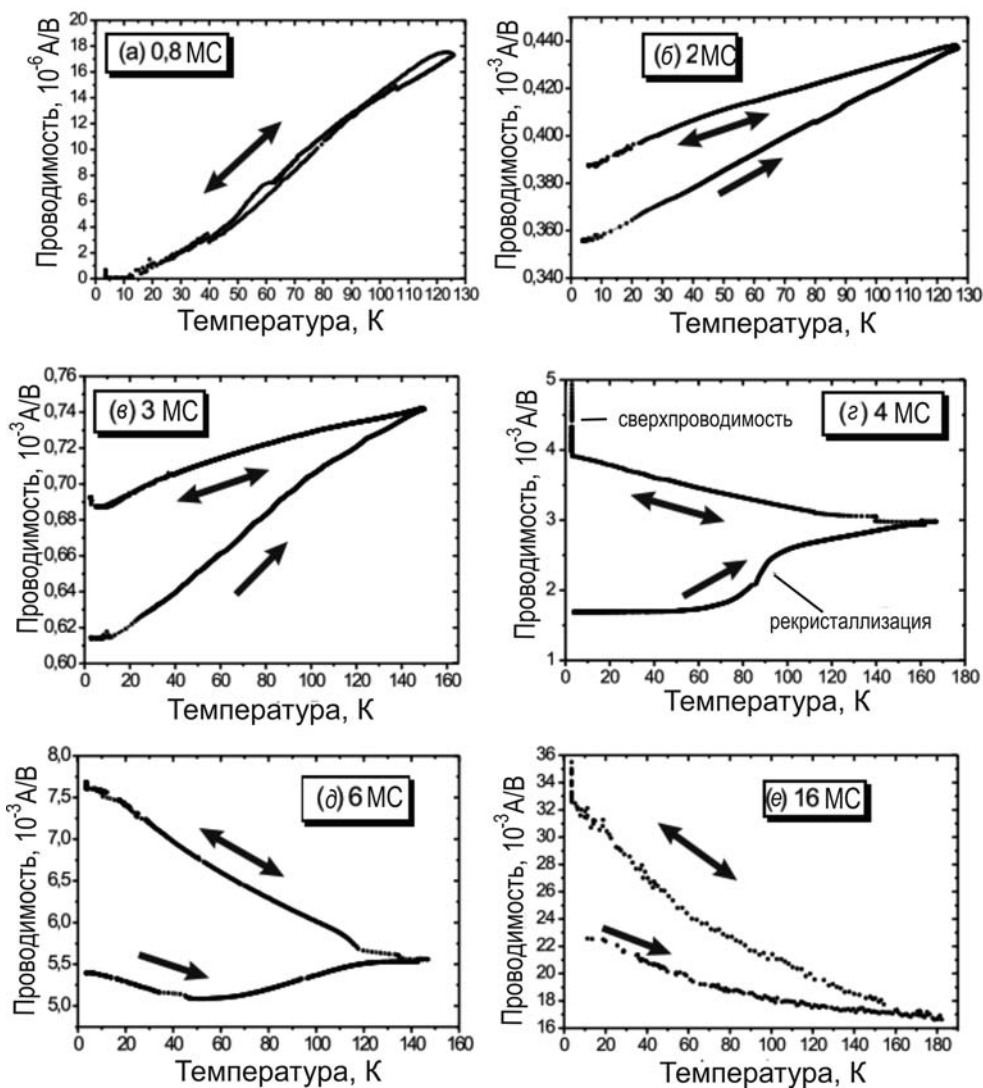 (а) 0,8 МС
Проводимость, 10⁻⁶ А/В
20
18
16
14
12
10
8
6
4
2
0
0 10 20 30 40 50 60 70 80 90 100 110 120 130
Температура, К
(б) 2 МС
Проводимость, 10⁻³ А/В
0,440
0,420
0,400
0,380
0,360
0,340
0 10 20 30 40 50 60 70 80 90 100 110 120 130
Температура, К
(в) 3 МС
Проводимость, 10⁻³ А/В
0,76
0,74
0,72
0,70
0,68
0,66
0,64
0,62
0,60
0 20 40 60 80 100 120 140 160
Температура, К
(г) 4 МС
Проводимость, 10⁻³ А/В
5
4
3
2
1
сверхпроводимость
рекристаллизация
0 20 40 60 80 100 120 140 160 180
Температура, К
(д) 6 МС
Проводимость, 10⁻³ А/В
8,0
7,5
7,0
6,5
6,0
5,5
5,0
0 20 40 60 80 100 120 140 160
Температура, К
(е) 16 МС
Проводимость, 10⁻³ А/В
36
34
32
30
28
26
24
22
20
18
16
0 20 40 60 80 100 120 140 160 180
Температура, К